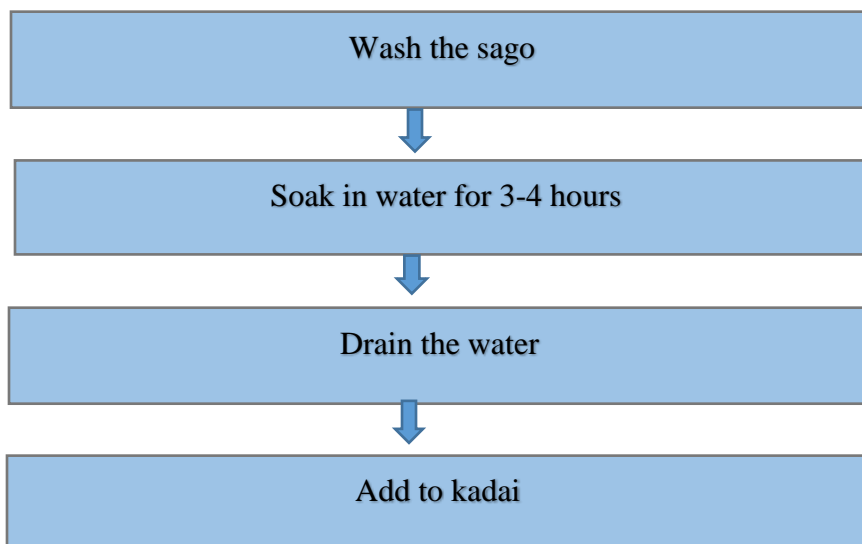 Wash the sago
Soak in water for 3-4 hours
Drain the water
Add to kadai